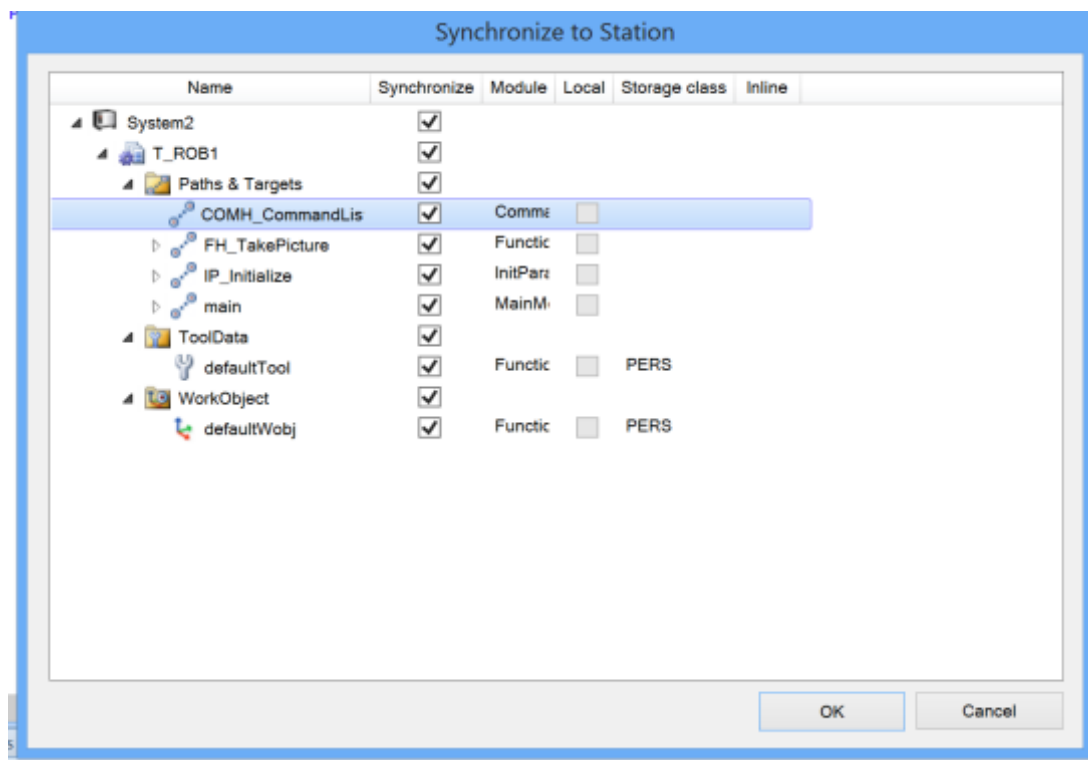 Synchronize to Station
Name Synchronize Module Local Storage class Inline
System2
T_ROB1
Paths & Targets
COMH_CommandLis Comma
FH_TakePicture Functic
IP_Initialize InitPara
main MainM
ToolData
defaultTool Functic PERS
WorkObject
defaultWobj Functic PERS
OK Cancel